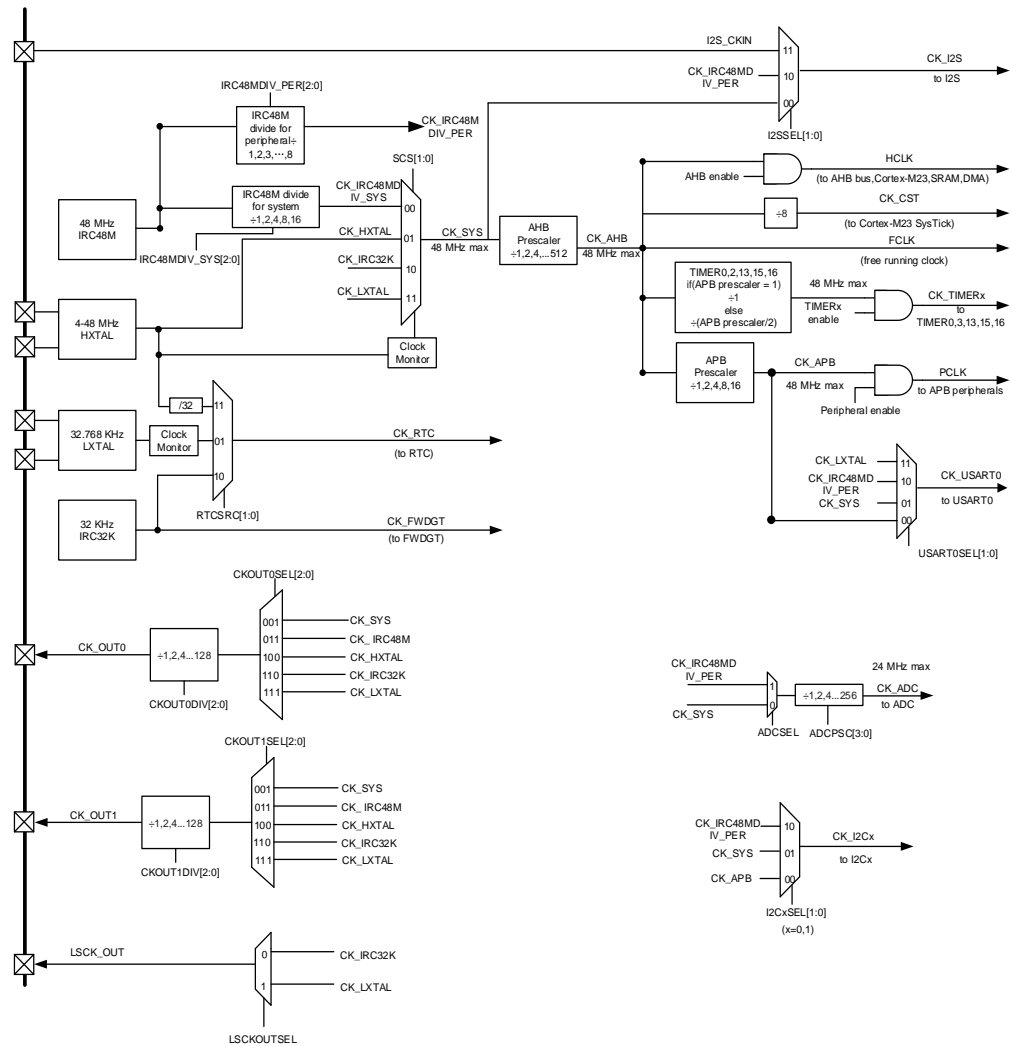 I2S_CKIN
11
CK_IRC48MD
IV_PER
10
00
CK_I2S
to I2S
I2SSEL[1:0]
IRC48MDIV_PER[2:0]
IRC48M
divide for
peripheral÷
1,2,3,···,8
CK_IRC48M
DIV_PER
SCS[1:0]
48 MHz
IRC48M
IRC48M divide
for system
÷1,2,4,8,16
IRC48MDIV_SYS[2:0]
CK_IRC48MD
IV_SYS
00
CK_HXTAL
01
CK_IRC32K
10
CK_LXTAL
11
CK_SYS
48 MHz max
AHB
Prescaler
÷1,2,4,...512
CK_AHB
48 MHz max
AHB enable
HCLK
(to AHB bus,Cortex-M23,SRAM,DMA)
÷8
CK_CST
(to Cortex-M23 SysTick)
FCLK
(free running clock)
TIMER0,2,13,15,16
if(APB prescaler = 1)
÷1
else
÷(APB prescaler/2)
48 MHz max
TIMERx
enable
CK_TIMERx
to
TIMER0,3,13,15,16
4-48 MHz
HXTAL
Clock
Monitor
APB
Prescaler
÷1,2,4,8,16
CK_APB
48 MHz max
Peripheral enable
PCLK
to APB peripherals
/32
11
32.768 KHz
LXTAL
Clock
Monitor
01
10
RTCSRC[1:0]
CK_RTC
(to RTC)
32 KHz
IRC32K
CK_FWDGT
(to FWDGT)
CK_LXTAL
11
CK_IRC48MD
IV_PER
10
CK_SYS
01
00
CK_USART0
to USART0
USART0SEL[1:0]
CKOUT0SEL[2:0]
CK_OUT0
÷1,2,4...128
CKOUT0DIV[2:0]
001
CK_SYS
011
CK_ IRC48M
100
CK_HXTAL
110
CK_IRC32K
111
CK_LXTAL
CK_IRC48MD
IV_PER
1
CK_SYS
0
ADCSEL
÷1,2,4...256
ADCPSC[3:0]
24 MHz max
CK_ADC
to ADC
CKOUT1SEL[2:0]
CK_OUT1
÷1,2,4...128
CKOUT1DIV[2:0]
001
CK_SYS
011
CK_ IRC48M
100
CK_HXTAL
110
CK_IRC32K
111
CK_LXTAL
CK_IRC48MD
IV_PER
10
CK_SYS
01
CK_APB
00
CK_I2Cx
to I2Cx
I2CxSEL[1:0]
(x=0,1)
LSCK_OUT
0
CK_IRC32K
1
CK_LXTAL
LSCKOUTSEL